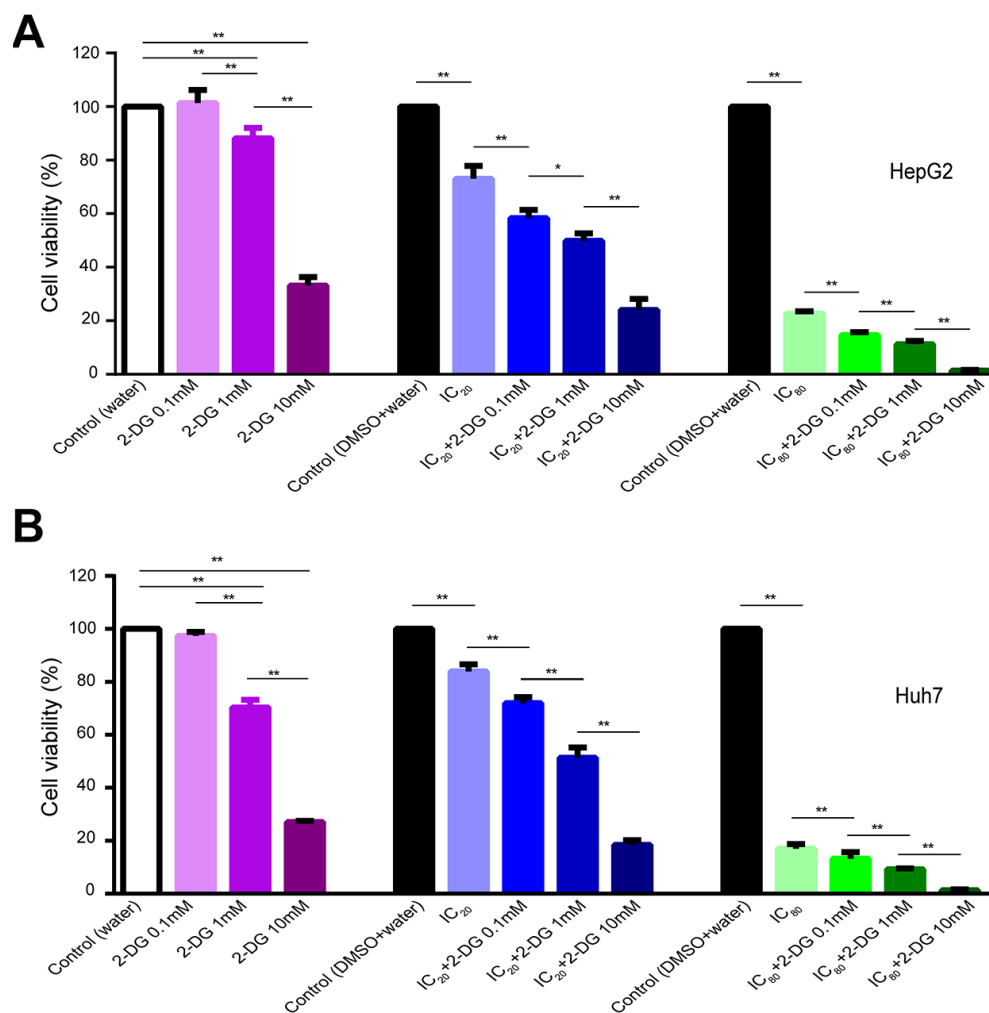 A
** 
**
**
**
**
**
*
**
**
**
**
**
120
100
80
60
40
20
0
Cell viability (%)
HepG2
Control (water)
2-DG 0.1mM
2-DG 1mM
2-DG 10mM
Control (DMSO+water)
IC20
IC20+2-DG 0.1mM
IC20+2-DG 1mM
IC20+2-DG 10mM
Control (DMSO+water)
IC80
IC80+2-DG 0.1mM
IC80+2-DG 1mM
IC80+2-DG 10mM
B
**
**
**
**
**
**
**
**
**
**
**
**
120
100
80
60
40
20
0
Cell viability (%)
Huh7
Control (water)
2-DG 0.1mM
2-DG 1mM
2-DG 10mM
Control (DMSO+water)
IC20
IC20+2-DG 0.1mM
IC20+2-DG 1mM
IC20+2-DG 10mM
Control (DMSO+water)
IC80
IC80+2-DG 0.1mM
IC80+2-DG 1mM
IC80+2-DG 10mM